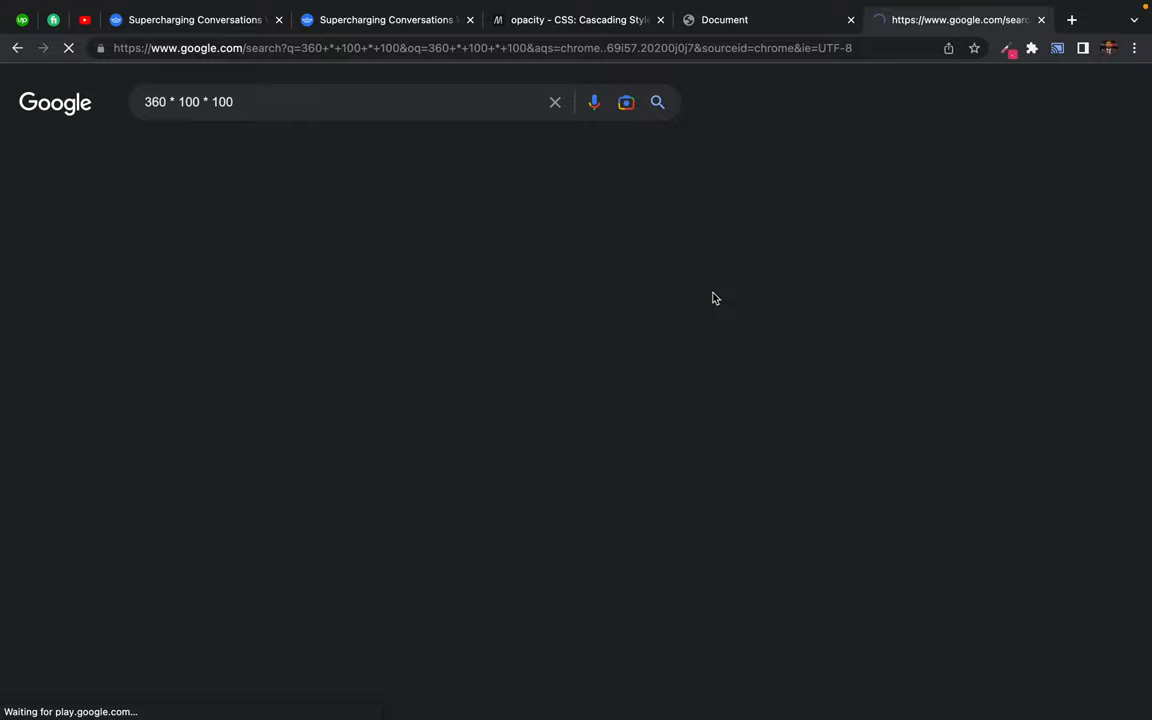 up fi Supercharging Conversations Supercharging Conversations opacity - CSS: Cascading Style Document https://www.google.com/searc
https://www.google.com/search?q=360+*+100+*+100&oq=360+*+100+*+100&aqs=chrome..69i57.20200j0j7&sourceid=chrome&ie=UTF-8
Google 360 * 100 * 100
Waiting for play.google.com...